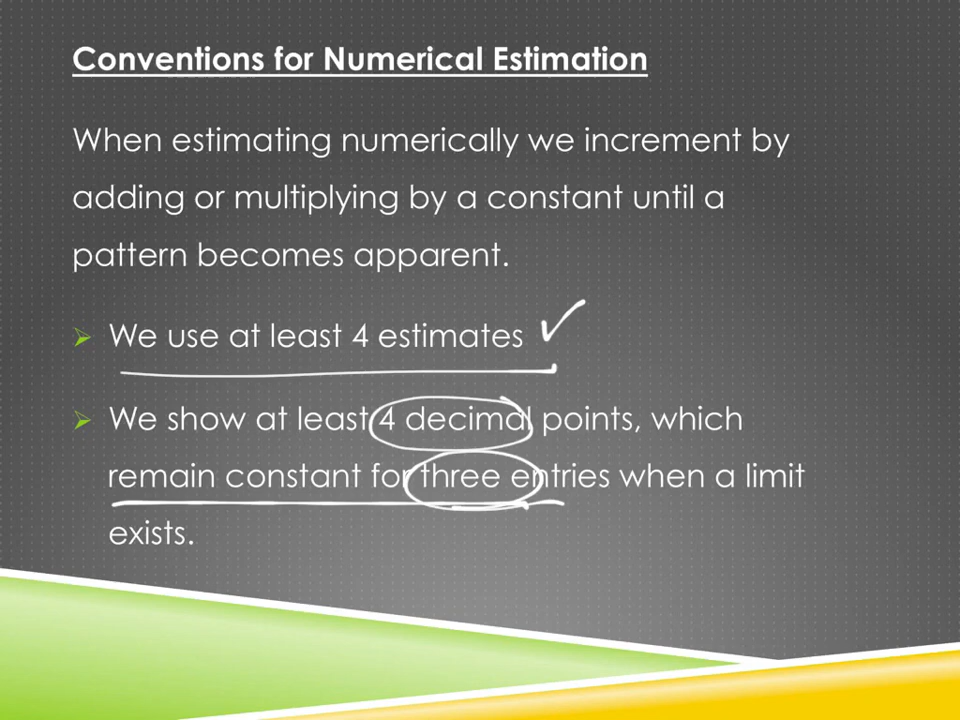 Conventions for Numerical Estimation
When estimating numerically we increment by
adding or multiplying by a constant until a
pattern becomes apparent.
We use at least 4 estimates
We show at least 4 decimal points, which
remain constant for three entries when a limit
exists.